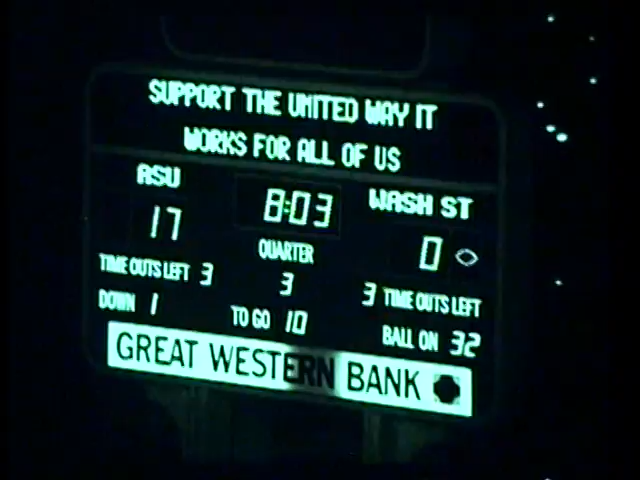 SUPPORT THE UNITED WAY IT
WORKS FOR ALL OF US
ASU 8:03 WASH ST
17 QUARTER 0
TIME OUTS LEFT 3 3 3 TIME OUTS LEFT
DOWN 1 TO GO 10 BALL ON 32
GREAT WESTERN BANK